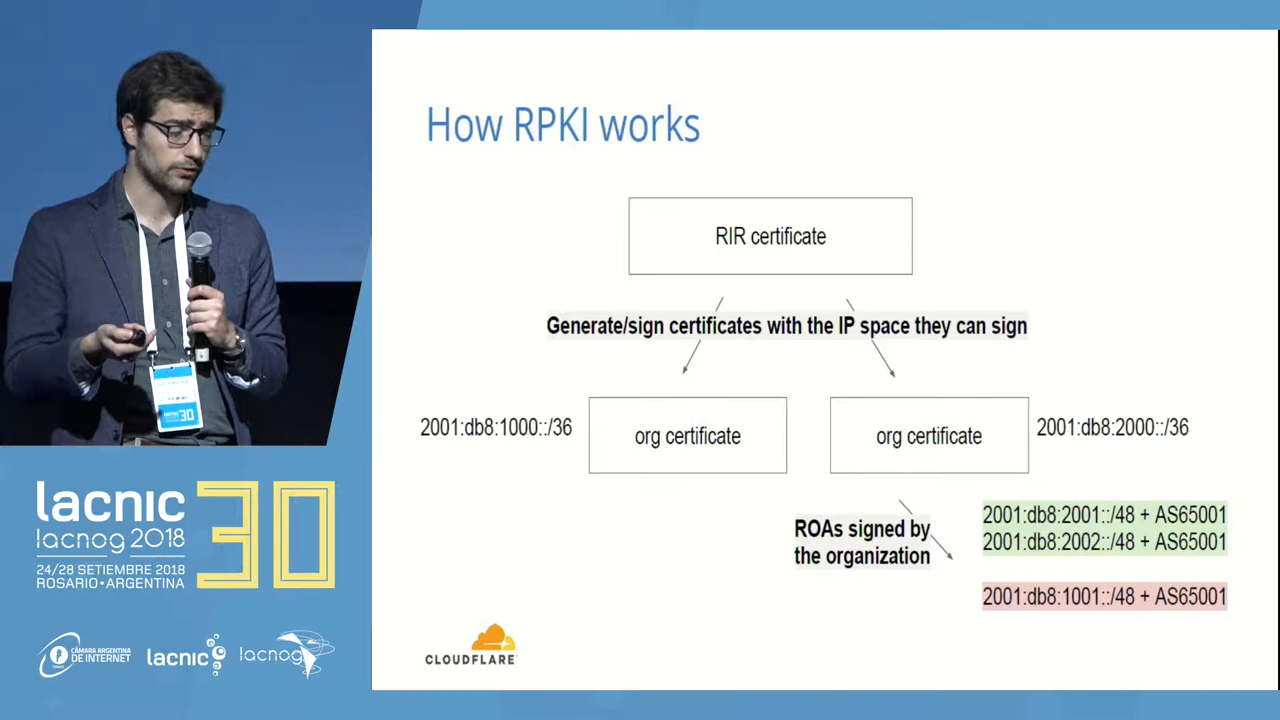 How RPKI works
RIR certificate
Generate/sign certificates with the IP space they can sign
2001:db8:1000::/36
org certificate
org certificate
2001:db8:2000::/36
ROAs signed by
the organization
2001:db8:2001::/48 + AS65001
2001:db8:2002::/48 + AS65001
2001:db8:1001::/48 + AS65001
CLOUDFLARE
lacnic 30
lacnog 2018
24/28 SETIEMBRE 2018
ROSARIO•ARGENTINA
CÁMARA ARGENTINA
DE INTERNET
lacnic
lacnog
lacnic
30